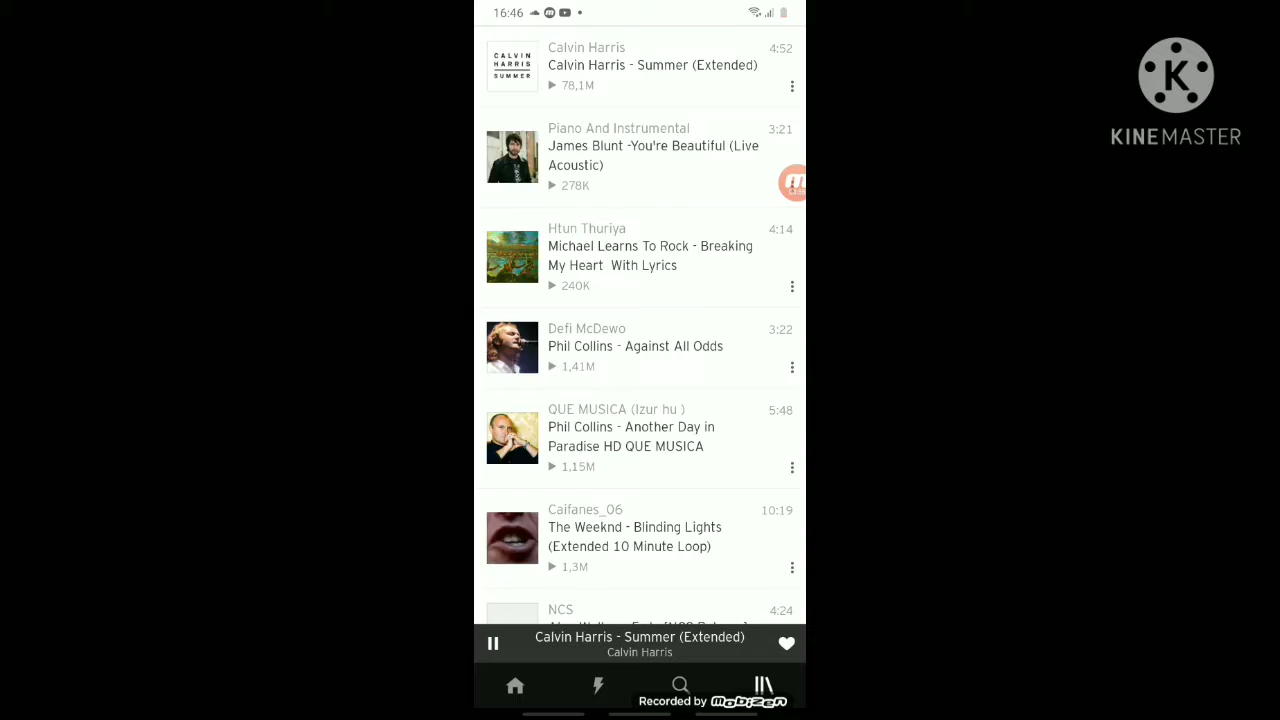 16:46
Calvin Harris
4:52
Calvin Harris - Summer (Extended)
78,1M
CALVIN
HARRIS
SUMMER
Piano And Instrumental
3:21
James Blunt -You're Beautiful (Live
Acoustic)
278K
Htun Thuriya
4:14
Michael Learns To Rock - Breaking
My Heart With Lyrics
240K
Defi McDewo
3:22
Phil Collins - Against All Odds
1,41M
QUE MUSICA (Izur hu )
5:48
Phil Collins - Another Day in
Paradise HD QUE MUSICA
1,15M
Caifanes_06
10:19
The Weeknd - Blinding Lights
(Extended 10 Minute Loop)
1,3M
NCS
4:24
Calvin Harris - Summer (Extended)
Calvin Harris
Recorded by mobizen
K
KINEMASTER